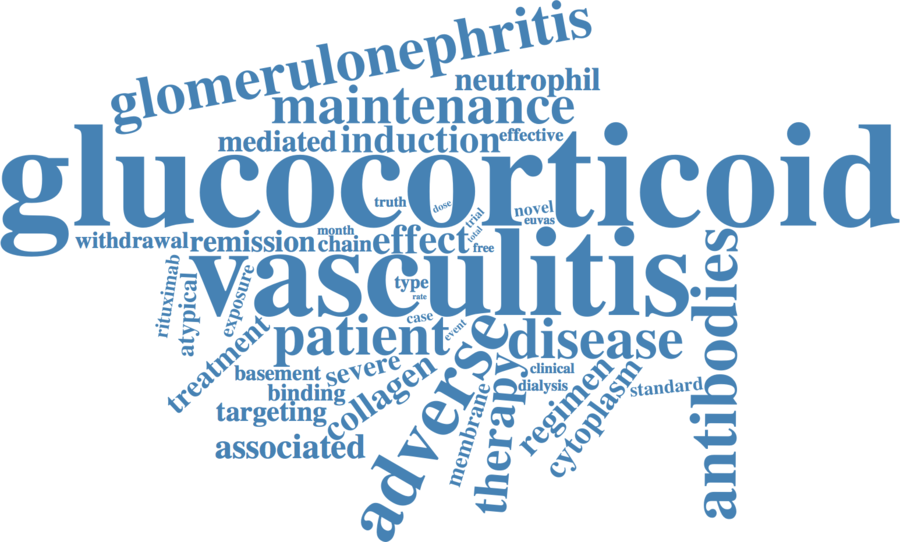 glomerulonephritis
neutrophil
maintenance
mediated induction effective
glucocorticoid
truth dose trial total novel euvas
withdrawal remission month chain effect free
vasculitis
rituximab atypical exposure type rate
treatment patient case event disease antibodies
basement severe adverse clinical
binding collagen membrane therapy dialysis regimen cytoplasm standard
targeting
associated